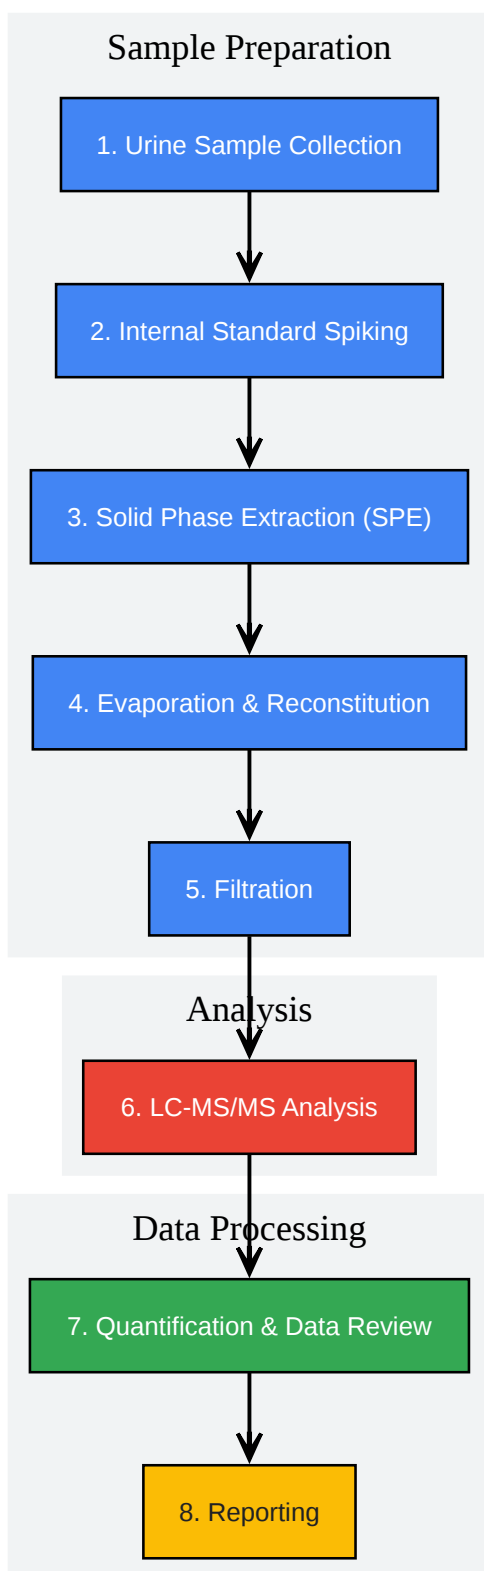 Sample Preparation
1. Urine Sample Collection
2. Internal Standard Spiking
3. Solid Phase Extraction (SPE)
4. Evaporation & Reconstitution
5. Filtration
Analysis
6. LC-MS/MS Analysis
Data Processing
7. Quantification & Data Review
8. Reporting